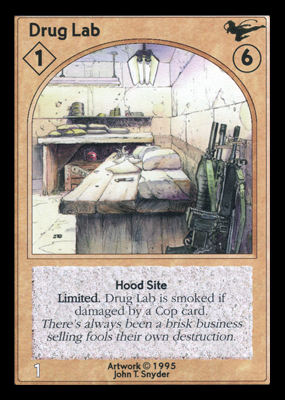 Drug Lab
1
6
Hood Site
Limited. Drug Lab is smoked if
damaged by a Cop card.
There's always been a brisk business
selling fools their own destruction.
1
Artwork © 1995
John T. Snyder